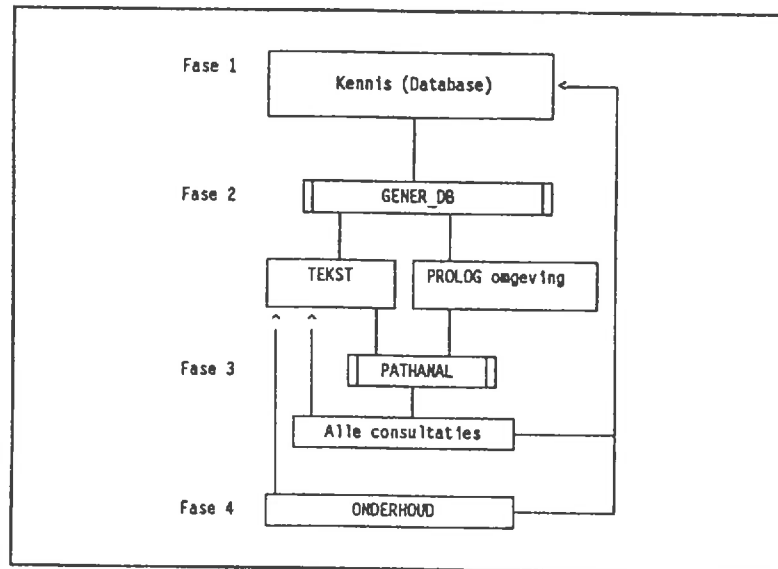 Fase 1
Kennis (Database)
Fase 2
GENER_DB
TEKST
PROLOG omgeving
Fase 3
PATHANAL
Alle consultaties
Fase 4
ONDERHOUD